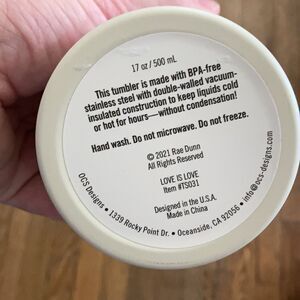 17 oz / 500 mL
This tumbler is made with BPA-free
stainless steel with double-walled vacuum-
insulated construction to keep liquids cold
or hot for hours—without condensation!
Hand wash. Do not microwave. Do not freeze.
© 2021 Rae Dunn
All Rights Reserved
LOVE IS LOVE
Item #TS031
Designed in the U.S.A.
Made in China
OCS Designs • 1339 Rocky Point Dr. • Oceanside, CA 92056 • info@ocs-designs.com